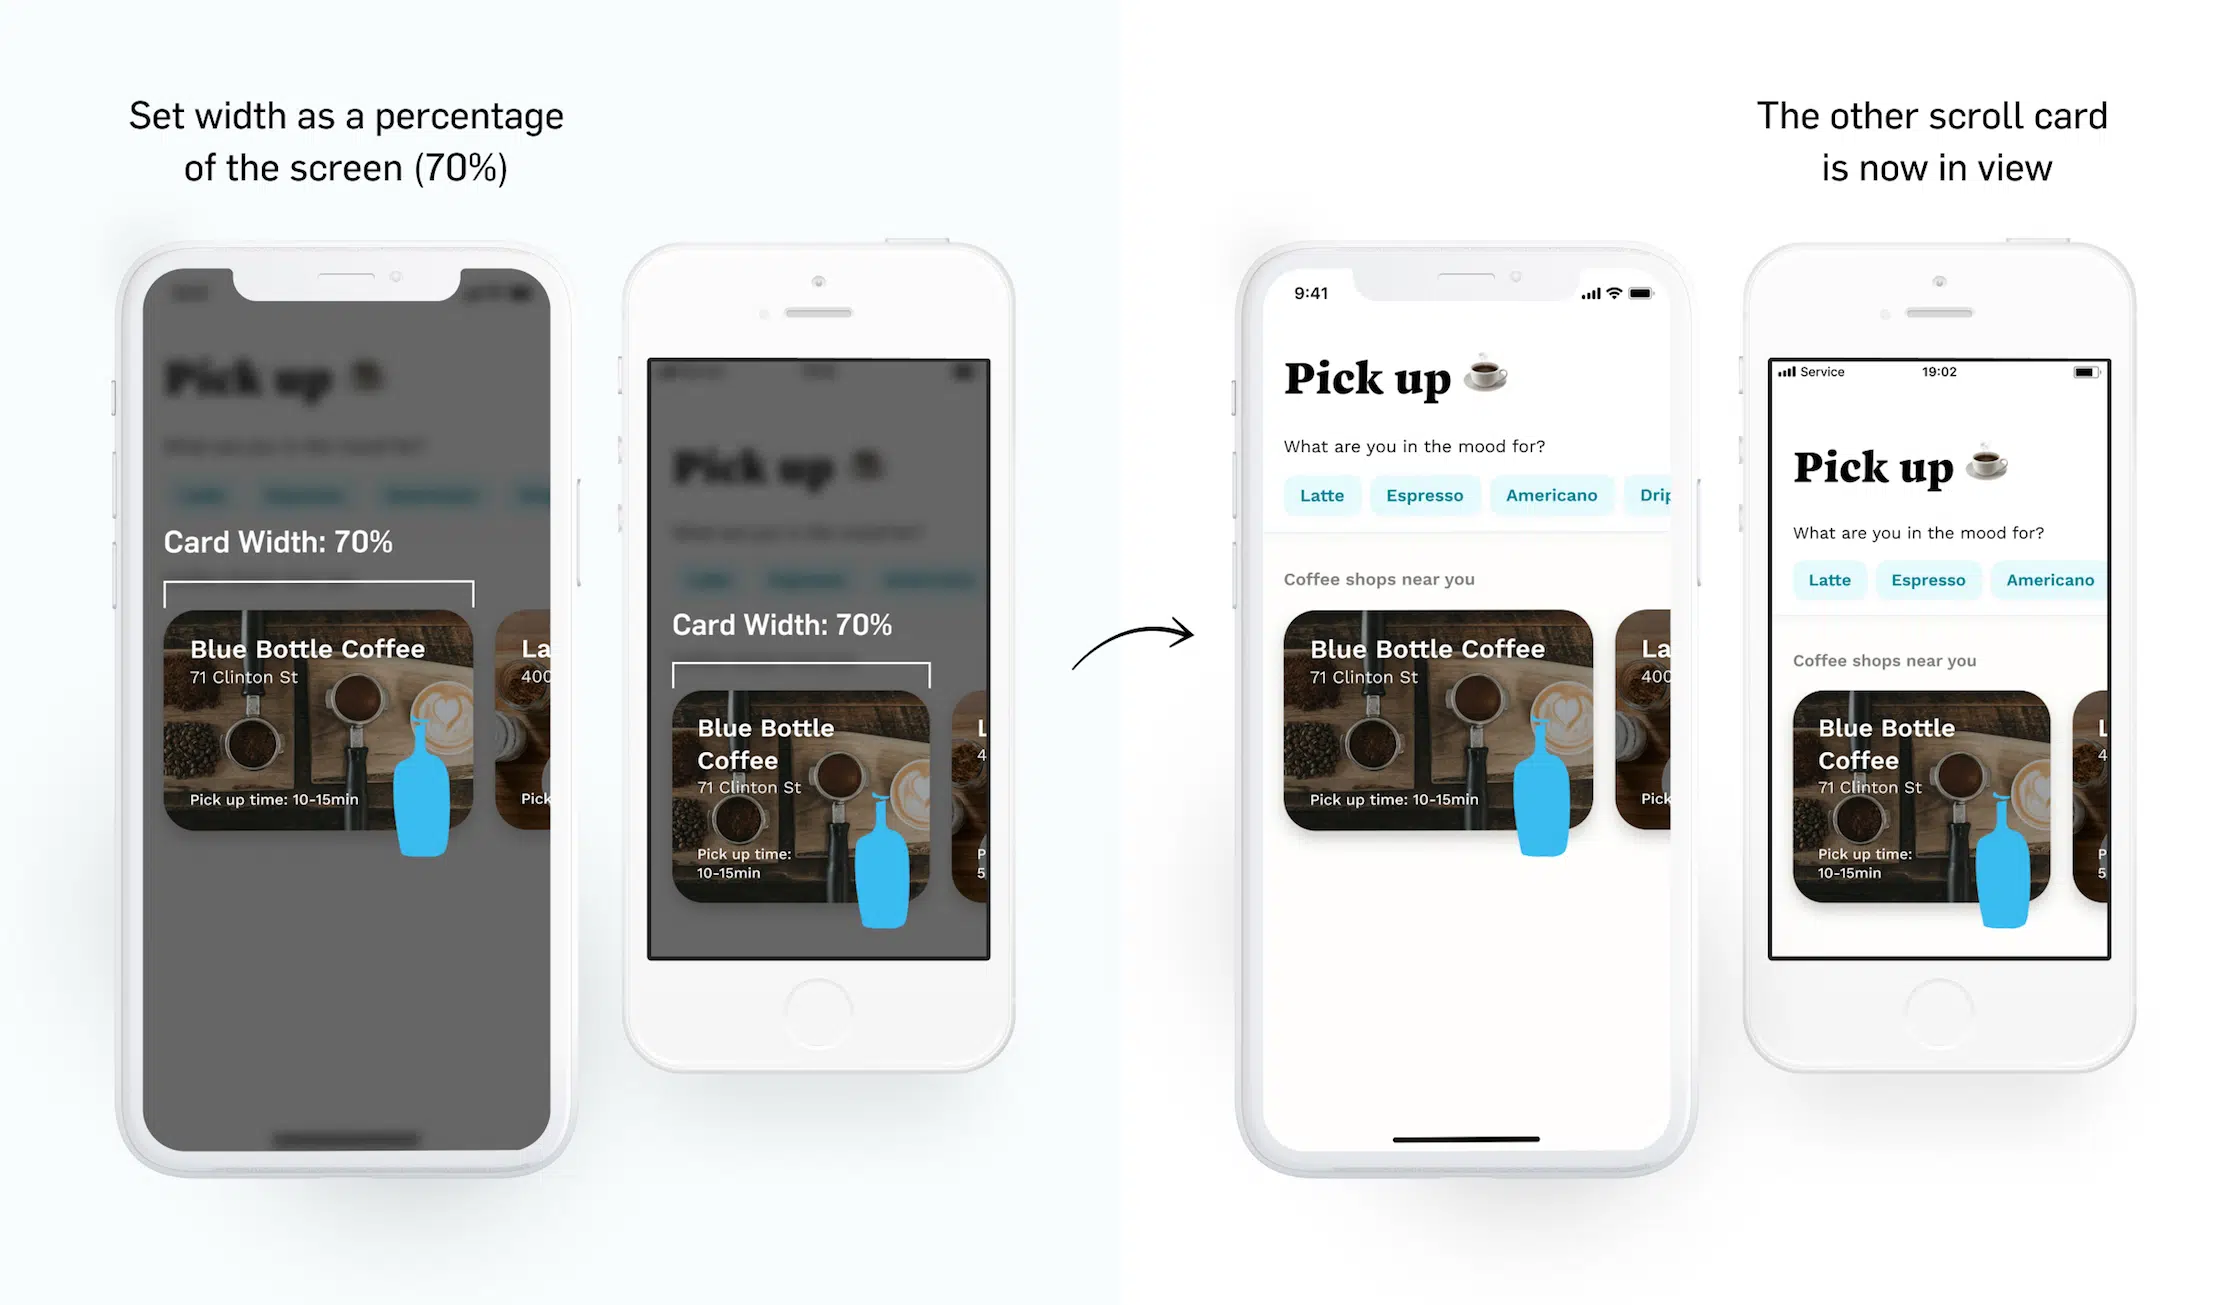 Set width as a percentage
of the screen (70%)
The other scroll card
is now in view
Pick up
Card Width: 70%
Blue Bottle Coffee
71 Clinton St
Pick up time: 10-15min
La
400
Pick
Pick up
Card Width: 70%
Blue Bottle
Coffee
71 Clinton St
Pick up time:
10-15min
L
4
P
5
9:41
Pick up
What are you in the mood for?
Latte Espresso Americano Drip
Coffee shops near you
Blue Bottle Coffee
71 Clinton St
Pick up time: 10-15min
La
400
Pick
Service 19:02
Pick up
What are you in the mood for?
Latte Espresso Americano
Coffee shops near you
Blue Bottle
Coffee
71 Clinton St
Pick up time:
10-15min
L
4
P
5